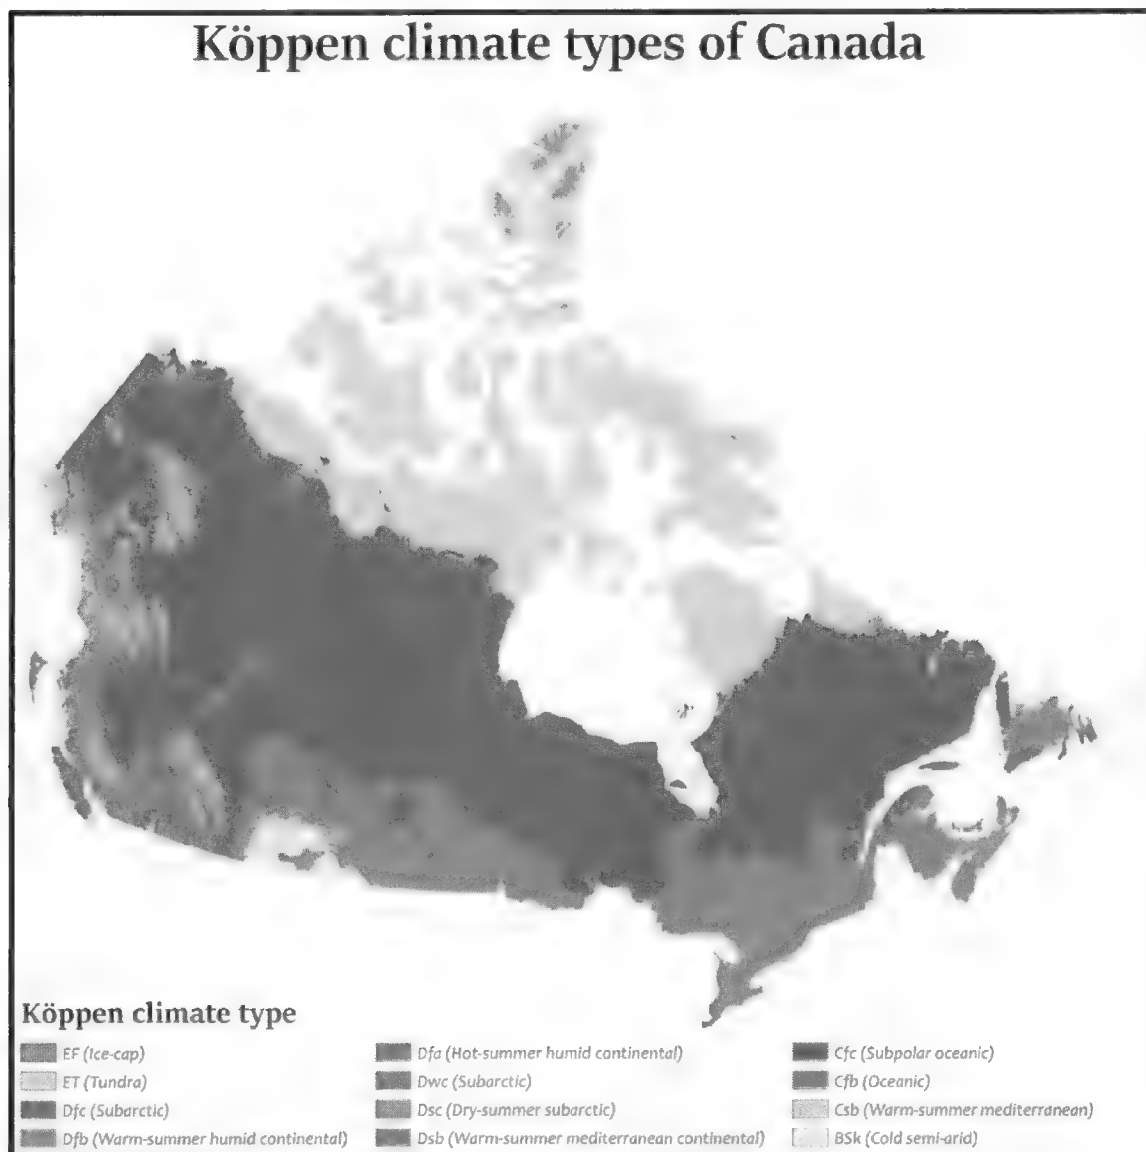 Köppen climate types of Canada
Köppen climate type
EF (Ice-cap)
ET (Tundra)
Dfc (Subarctic)
Dfb (Warm-summer humid continental)
Dfa (Hot-summer humid continental)
Dwc (Subarctic)
Dsc (Dry-summer subarctic)
Dsb (Warm-summer mediterranean continental)
Cfc (Subpolar oceanic)
Cfb (Oceanic)
Csb (Warm-summer mediterranean)
BSk (Cold semi-arid)